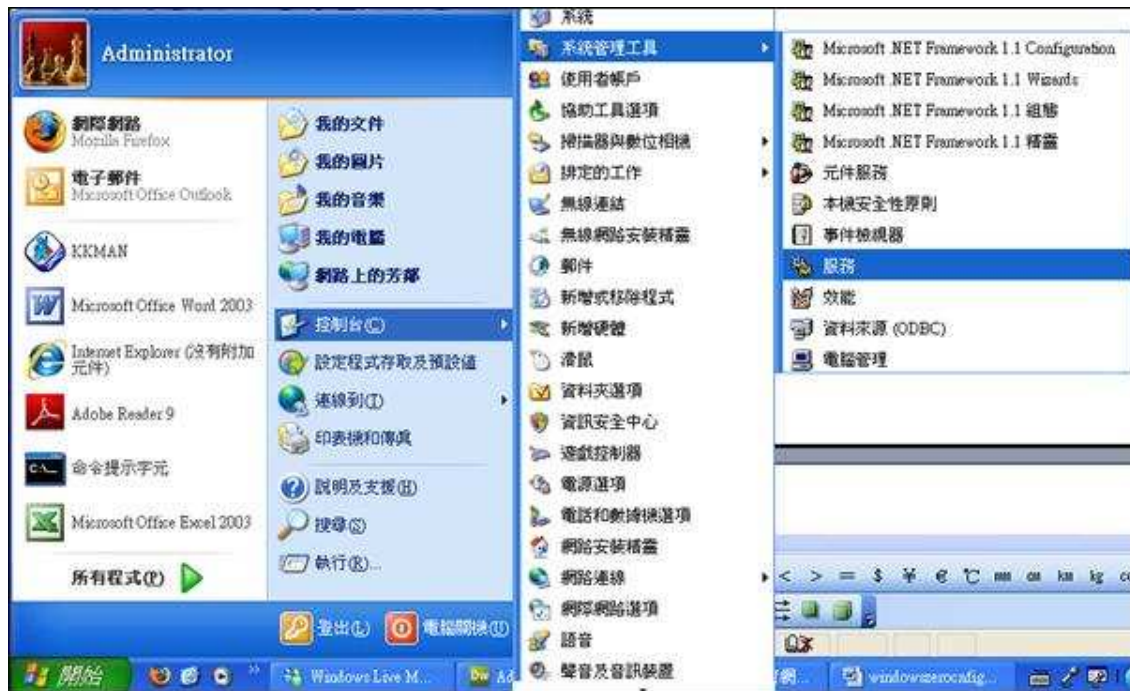 Administrator
網際網路
Mozilla Firefox
電子郵件
Microsoft Office Outlook
KKMAN
Microsoft Office Word 2003
Internet Explorer (沒有附加
元件)
Adobe Reader 9
命令提示字元
Microsoft Office Excel 2003
所有程式(P)
我的文件
我的圖片
我的音樂
我的電腦
網路上的芳鄰
控制台(C)
設定程式存取及預設值
連線到(T)
印表機和傳真
說明及支援(H)
搜尋(S)
執行(R)...
登出(L)
電腦關機(U)
系統
系統管理工具
使用者帳戶
協助工具選項
掃描器與數位相機
排定的工作
無線連結
無線網路安裝精靈
郵件
新增或移除程式
新增硬體
滑鼠
資料夾選項
資訊安全中心
遊戲控制器
電源選項
電話和數據機選項
網路安裝精靈
網路連線
網際網路選項
語音
聲音及音訊裝置
Microsoft .NET Framework 1.1 Configuration
Microsoft .NET Framework 1.1 Wizards
Microsoft .NET Framework 1.1 組態
Microsoft .NET Framework 1.1 精靈
元件服務
本機安全性原則
事件檢視器
服務
效能
資料來源 (ODBC)
電腦管理
< > = $ ¥ € ℃ mm cm km kg
開始
Windows Live M...
Ad
網...
windowszeroconfig...